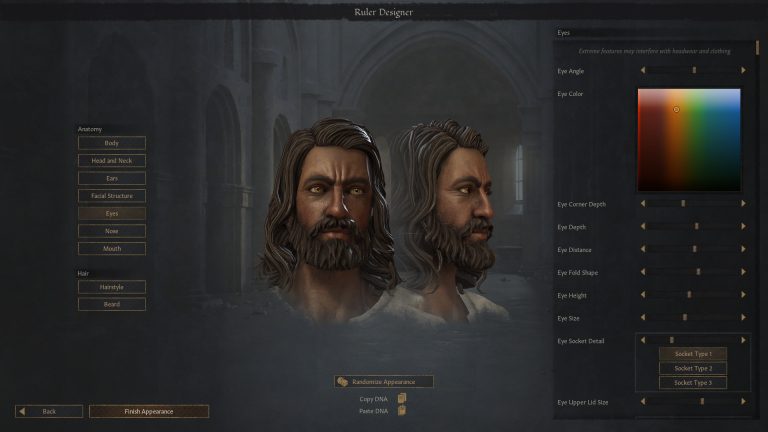 Ruler Designer
Anatomy
Body
Head and Neck
Ears
Facial Structure
Eyes
Nose
Mouth
Hair
Hairstyle
Beard
Randomize Appearance
Copy DNA
Paste DNA
Back
Finish Appearance
Eyes
Extreme features may interfere with headwear and clothing
Eye Angle
Eye Color
Eye Corner Depth
Eye Depth
Eye Distance
Eye Fold Shape
Eye Height
Eye Size
Eye Socket Detail
Socket Type 1
Socket Type 2
Socket Type 3
Eye Upper Lid Size